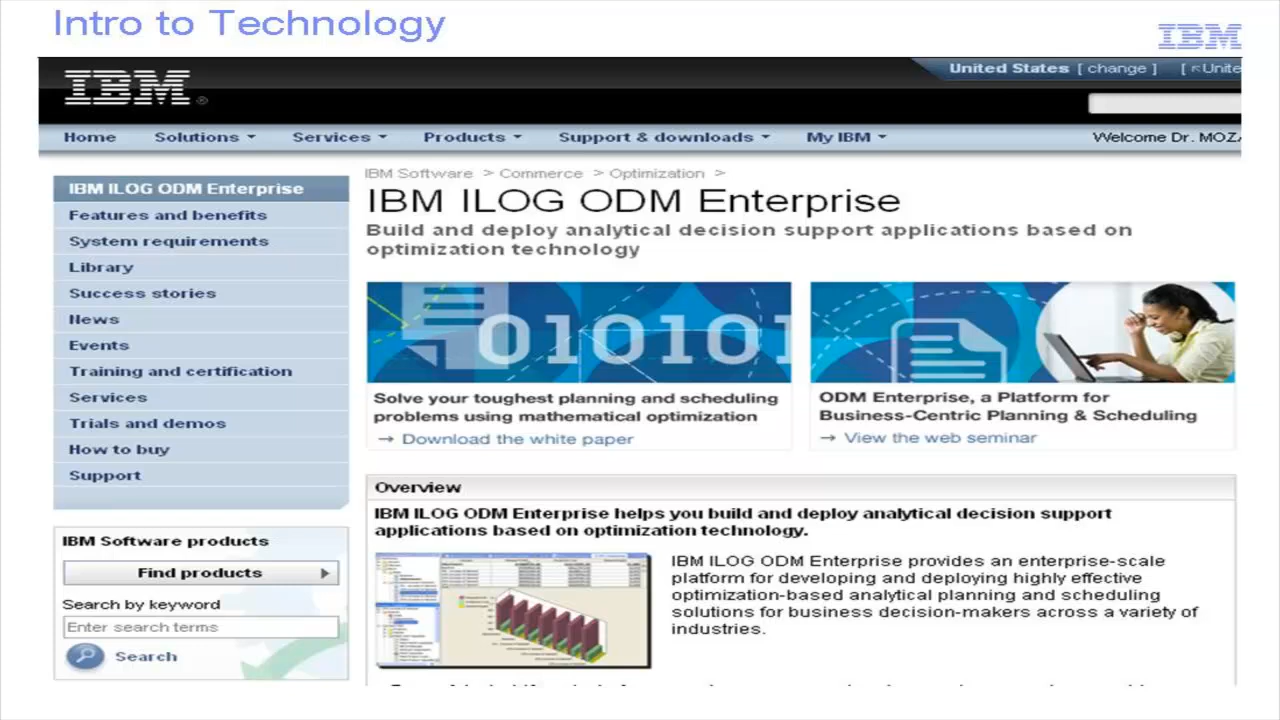 Intro to Technology
IBM
IBM
United States [ change ] [
Home Solutions Services Products Support & downloads My IBM Welcome Dr.
IBM ILOG ODM Enterprise
Features and benefits
System requirements
Library
Success stories
News
Events
Training and certification
Services
Trials and demos
How to buy
Support
IBM Software products
Find products
Search by keyword
Enter search terms
Search
IBM Software > Commerce > Optimization >
IBM ILOG ODM Enterprise
Build and deploy analytical decision support applications based on
optimization technology
010101
Solve your toughest planning and scheduling
problems using mathematical optimization
→ Download the white paper
ODM Enterprise, a Platform for
Business-Centric Planning & Scheduling
→ View the web seminar
Overview
IBM ILOG ODM Enterprise helps you build and deploy analytical decision support
applications based on optimization technology.
IBM ILOG ODM Enterprise provides an enterprise-scale
platform for developing and deploying highly effective
optimization-based analytical planning and scheduling
solutions for business decision-makers across a variety of
industries.